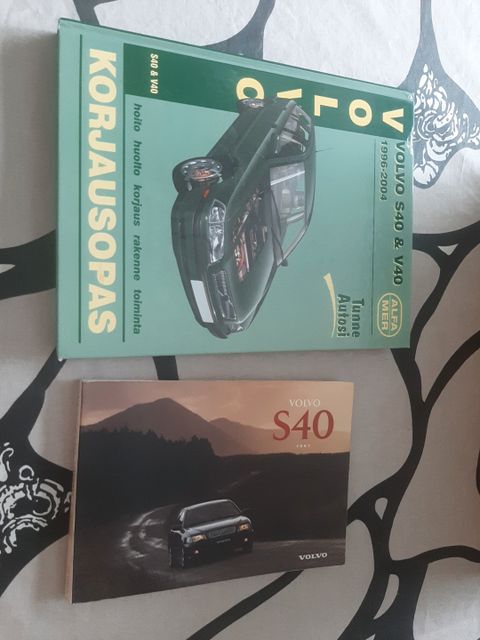 VOLVO
VOLVO S40 & V40
1996-2004
ALFA
MER
Tunne
Autosi
S40 & V40
hoito huolto korjaus rakenne toiminta
KORJAUSOPAS
VOLVO
S40
1997
VOLVO